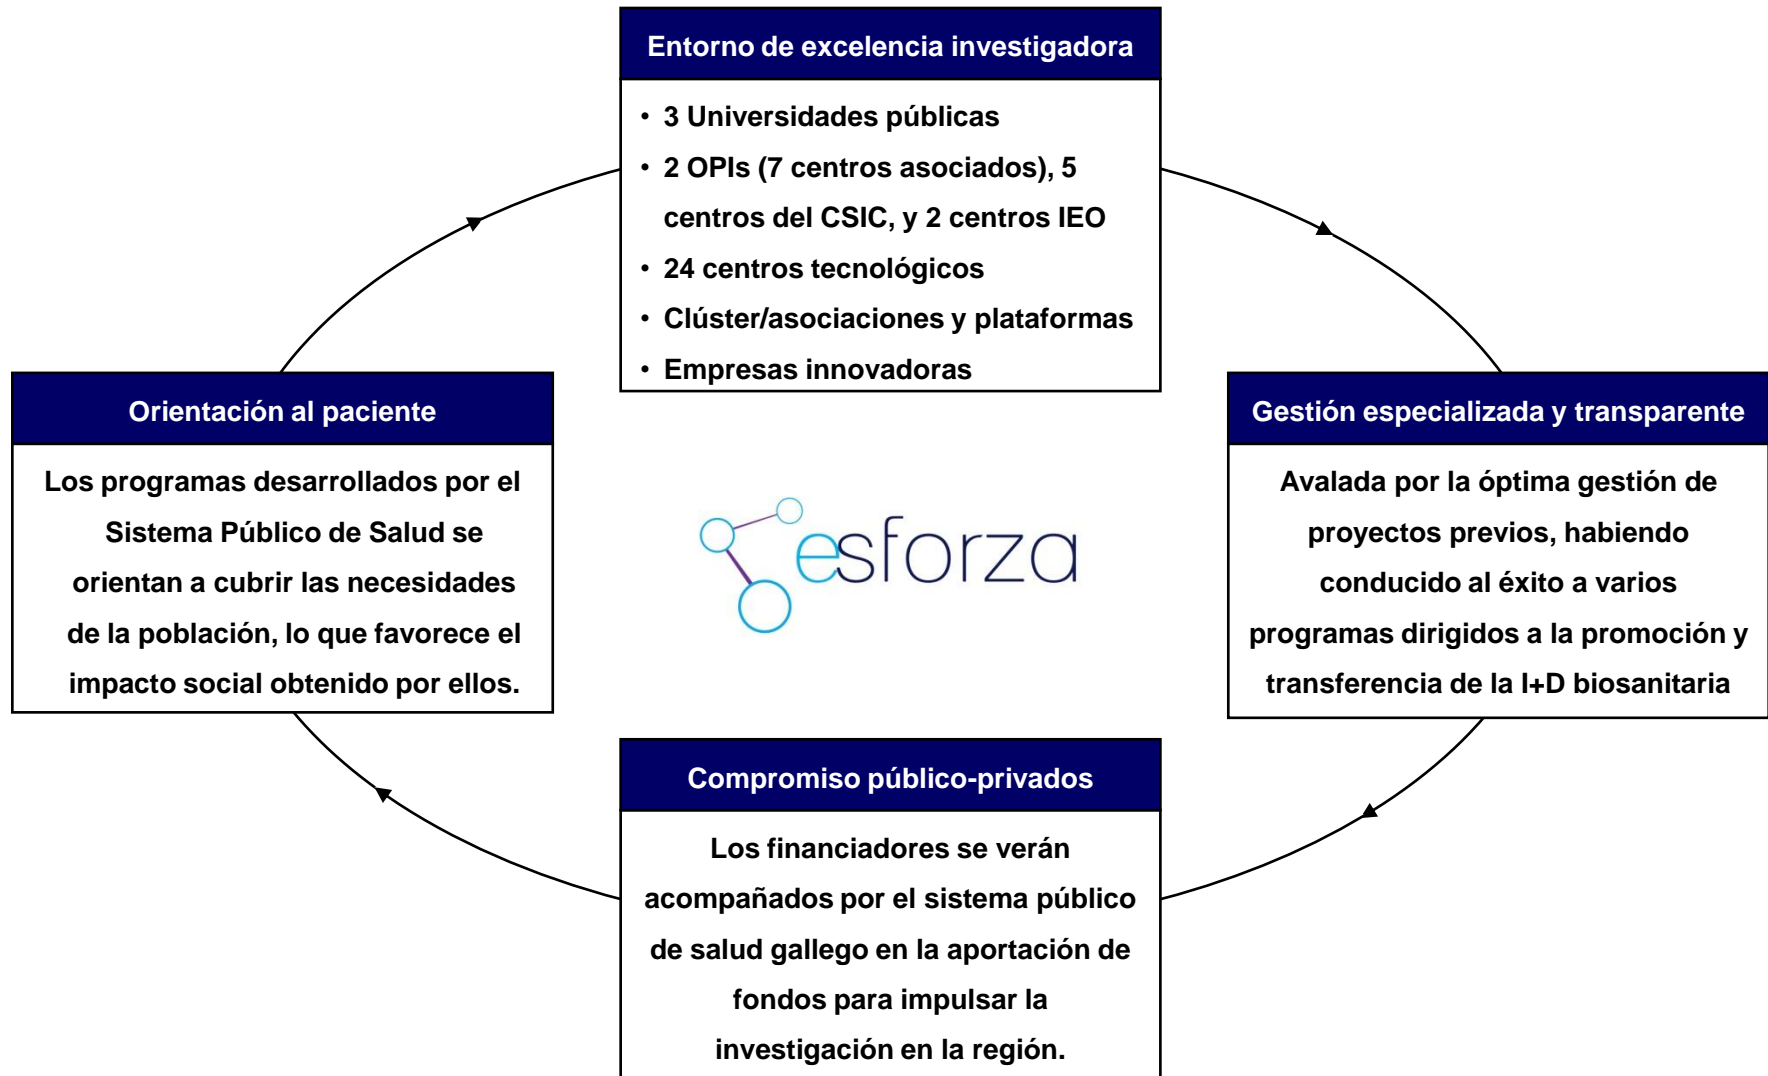 Entorno de excelencia investigadora
• 3 Universidades públicas
• 2 OPIs (7 centros asociados), 5
centros del CSIC, y 2 centros IEO
• 24 centros tecnológicos
• Clúster/asociaciones y plataformas
• Empresas innovadoras
Orientación al paciente
Los programas desarrollados por el
Sistema Público de Salud se
orientan a cubrir las necesidades
de la población, lo que favorece el
impacto social obtenido por ellos.
esforza
Gestión especializada y transparente
Avalada por la óptima gestión de
proyectos previos, habiendo
conducido al éxito a varios
programas dirigidos a la promoción y
transferencia de la I+D biosanitaria
Compromiso público-privados
Los financiadores se verán
acompañados por el sistema público
de salud gallego en la aportación de
fondos para impulsar la
investigación en la región.